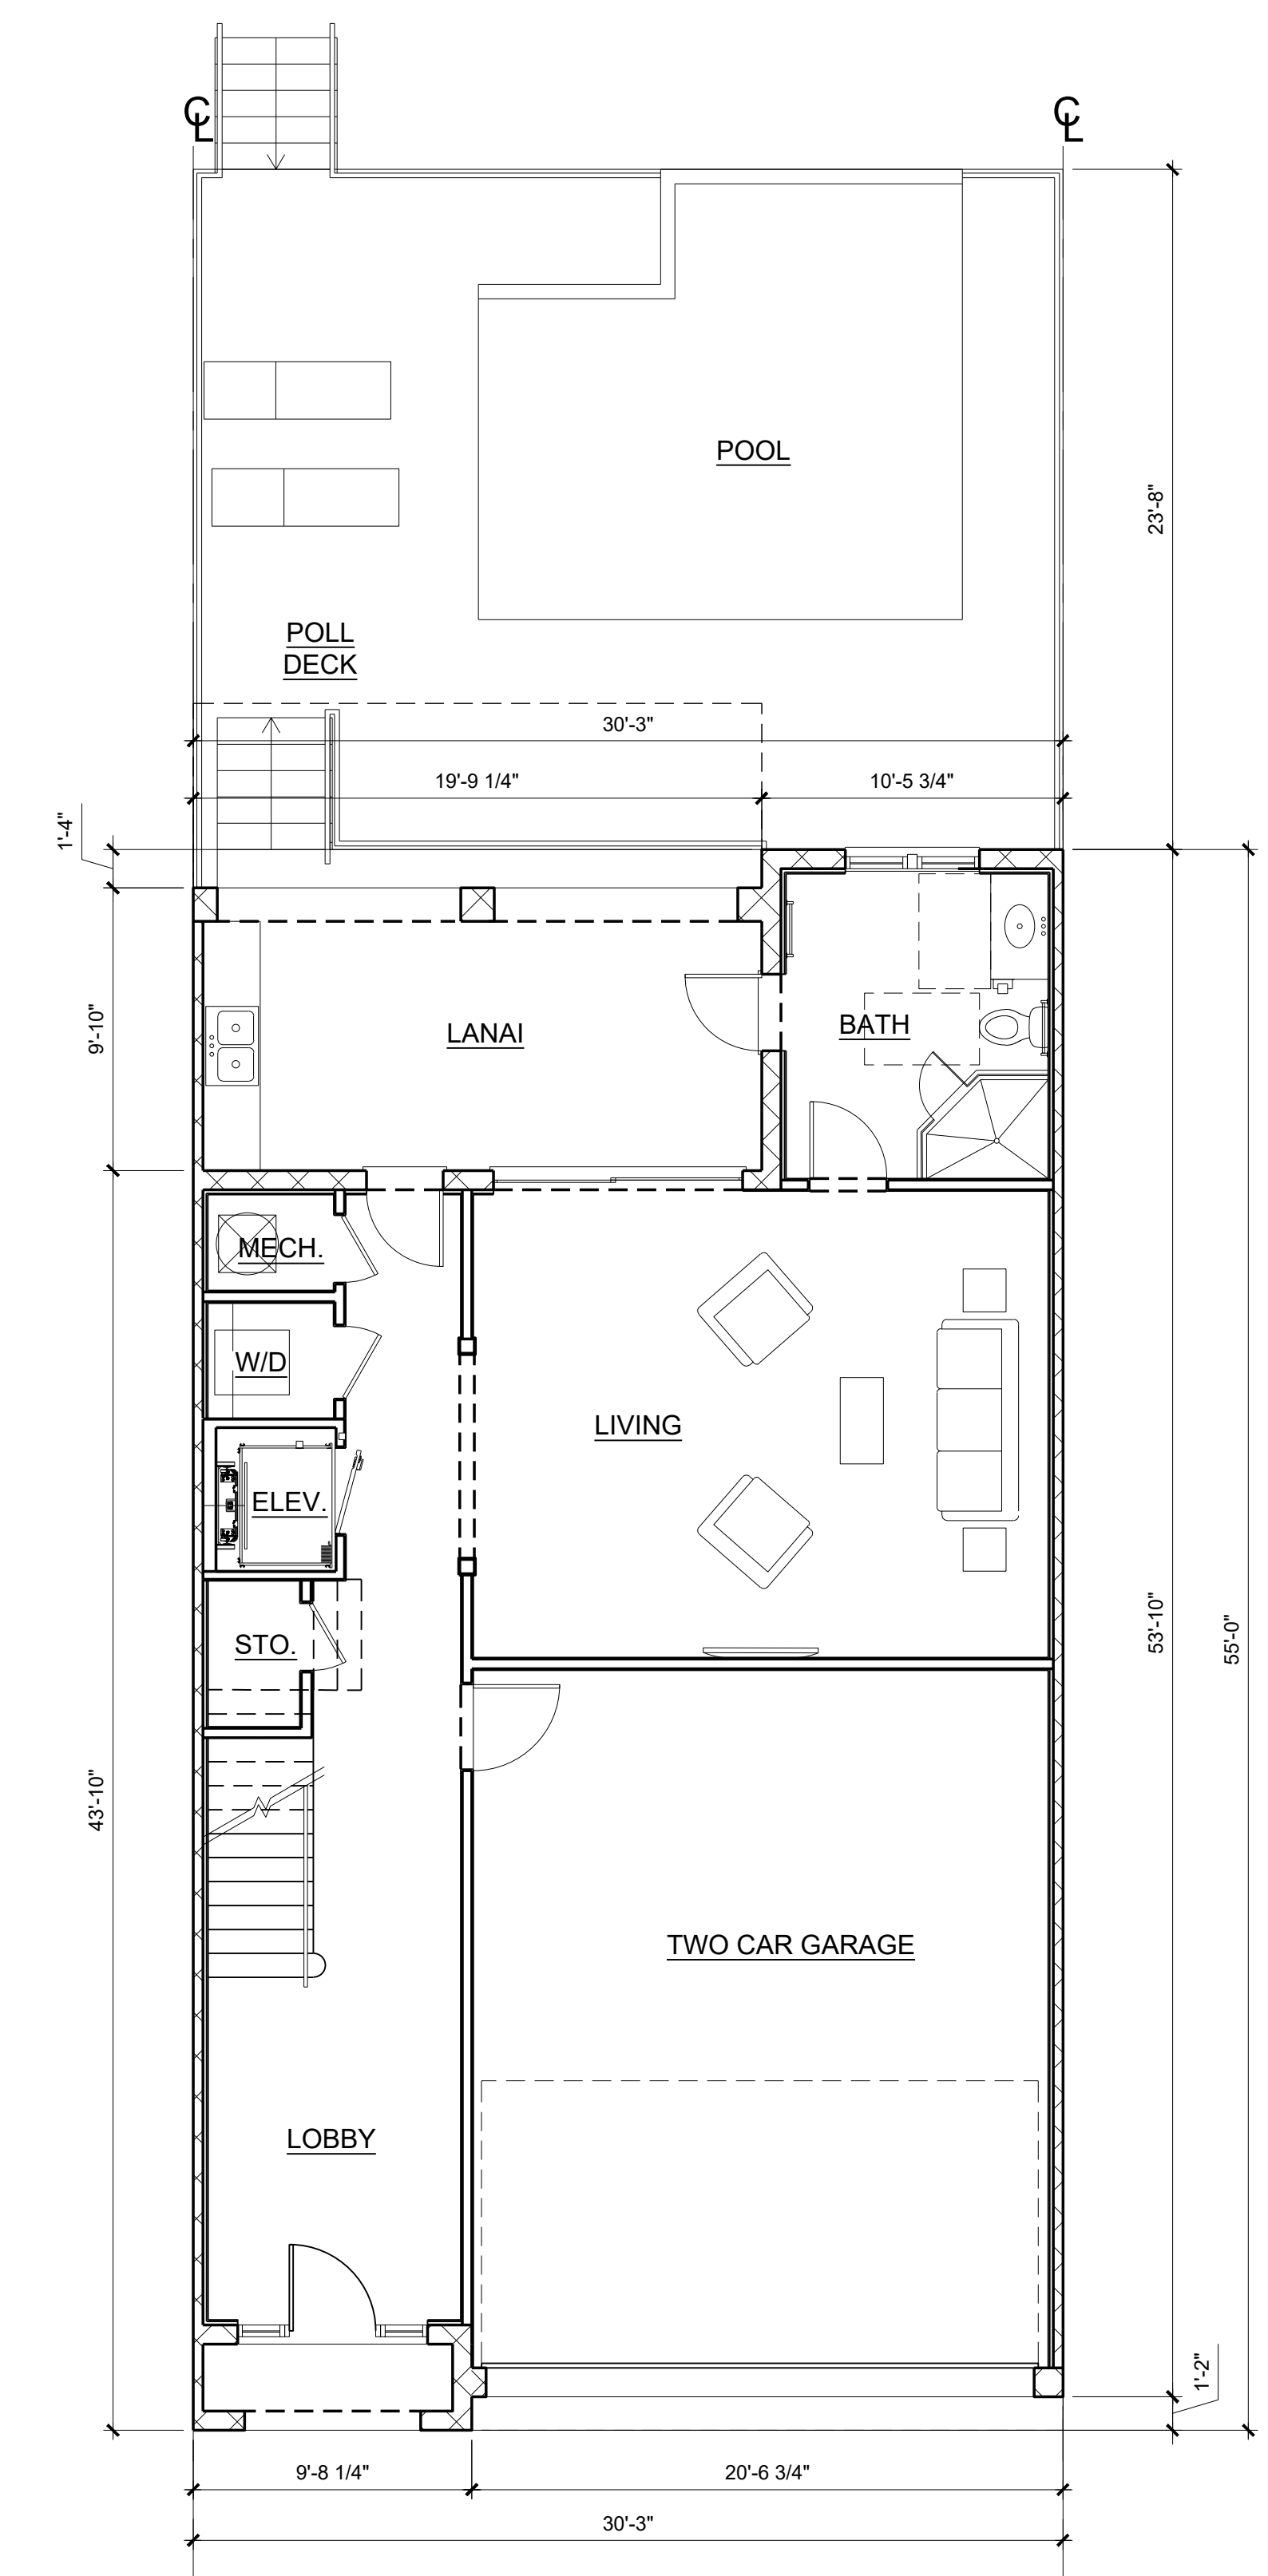 ℄ ℄
POOL
23'-8"
POLL
DECK
30'-3"
19'-9 1/4" 10'-5 3/4"
1'-4"
9'-10"
LANAI
BATH
MECH.
W/D
LIVING
ELEV.
STO.
53'-10"
55'-0"
43'-10"
TWO CAR GARAGE
LOBBY
1'-2"
9'-8 1/4" 20'-6 3/4"
30'-3"